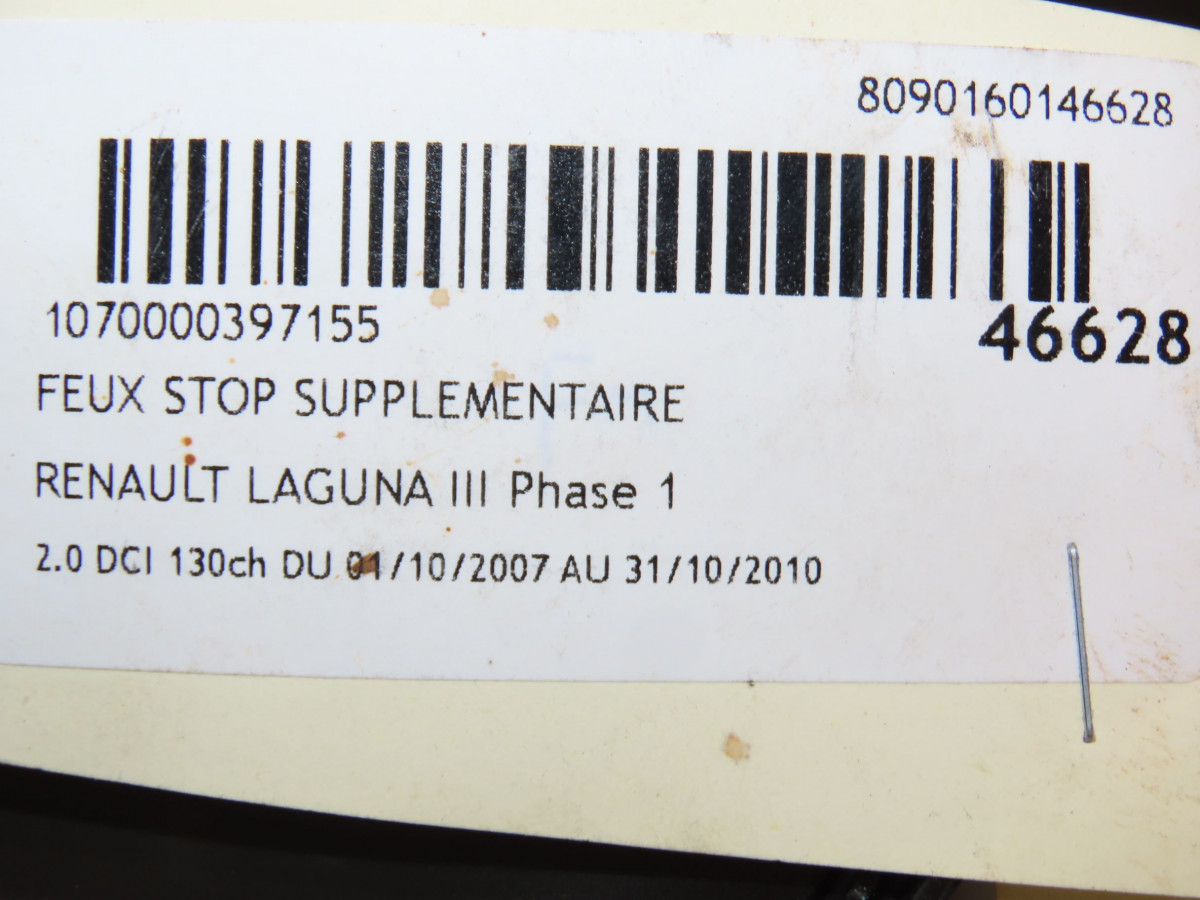 8090160146628
1070000397155
46628
FEUX STOP SUPPLEMENTAIRE
RENAULT LAGUNA III Phase 1
2.0 DCI 130ch DU 01/10/2007 AU 31/10/2010